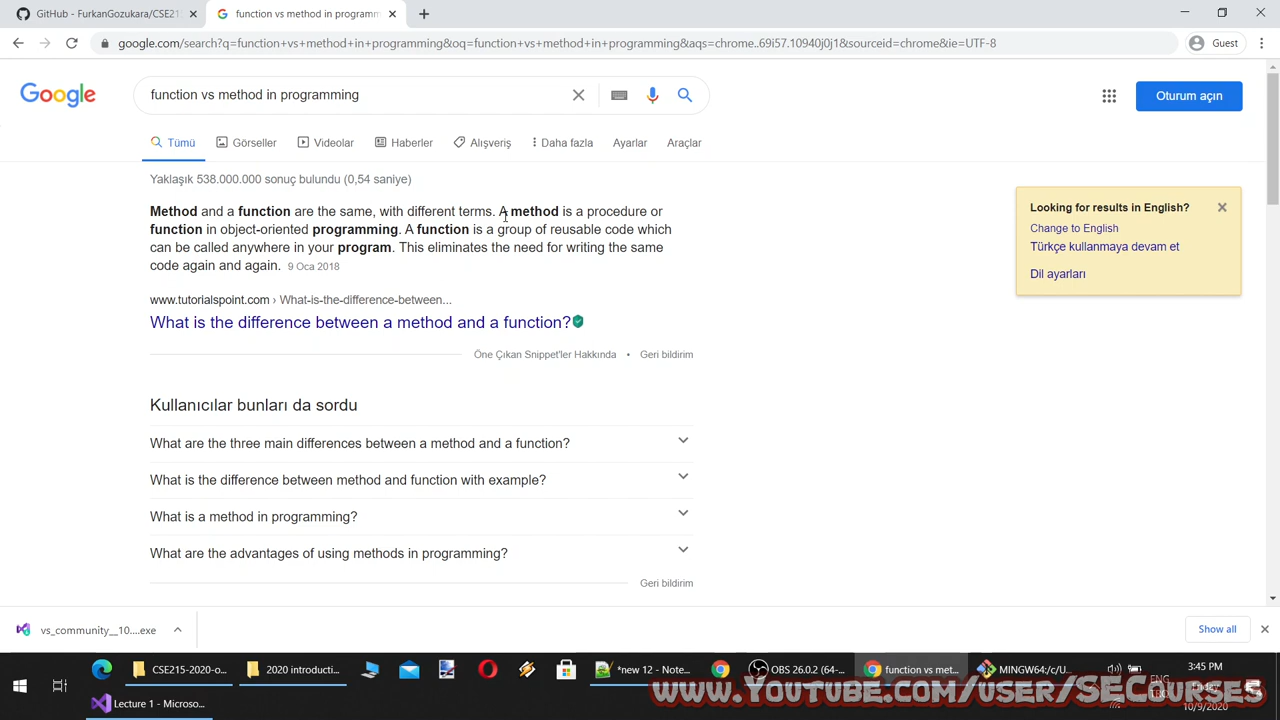 GitHub - FurkanGozukara/CSE21
function vs method in programm
google.com/search?q=function+vs+method+in+programming&oq=function+vs+method+in+programming&aqs=chrome..69i57.10940j0j1&sourceid=chrome&ie=UTF-8
Guest
Google
function vs method in programming
Oturum açın
Tümü
Görseller
Videolar
Haberler
Alışveriş
Daha fazla
Ayarlar
Araçlar
Yaklaşık 538.000.000 sonuç bulundu (0,54 saniye)
Method and a function are the same, with different terms. A method is a procedure or
function in object-oriented programming. A function is a group of reusable code which
can be called anywhere in your program. This eliminates the need for writing the same
code again and again. 9 Oca 2018
www.tutorialspoint.com › What-is-the-difference-between...
What is the difference between a method and a function?
Öne Çıkan Snippet'ler Hakkında • Geri bildirim
Looking for results in English?
Change to English
Türkçe kullanmaya devam et
Dil ayarları
Kullanıcılar bunları da sordu
What are the three main differences between a method and a function?
What is the difference between method and function with example?
What is a method in programming?
What are the advantages of using methods in programming?
Geri bildirim
vs_community__10....exe
Show all
CSE215-2020-o...
2020 introducti...
*new 12 - Note...
OBS 26.0.2 (64-...
function vs met...
MINGW64:/c/U...
ENG
3:45 PM
10/9/2020
Lecture 1 - Microso...
www.Youtube.com/user/SECourses